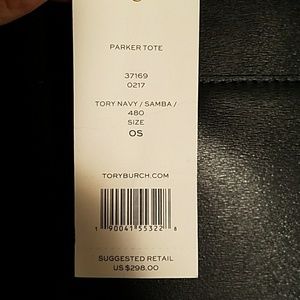 PARKER TOTE
37169
0217
TORY NAVY / SAMBA /
480
SIZE
OS
TORYBURCH.COM
1 90041 55322 8
SUGGESTED RETAIL
US $298.00